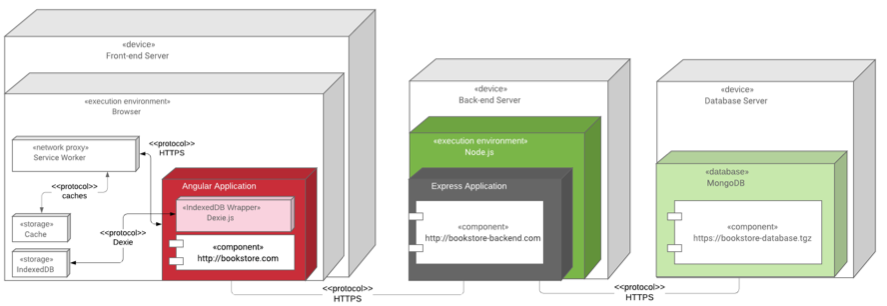 «device»
Front-end Server
«execution environment»
Browser
«network proxy»
Service Worker
<<protocol>>
HTTPS
<<protocol>>
caches
«storage»
Cache
<<protocol>>
Dexie
«storage»
IndexedDB
Angular Application
«IndexedDB Wrapper»
Dexie.js
«component»
http://bookstore.com
<<protocol>>
HTTPS
«device»
Back-end Server
«execution environment»
Node.js
Express Application
«component»
http://bookstore-backend.com
<<protocol>>
HTTPS
«device»
Database Server
«database»
MongoDB
«component»
https://bookstore-database.tgz